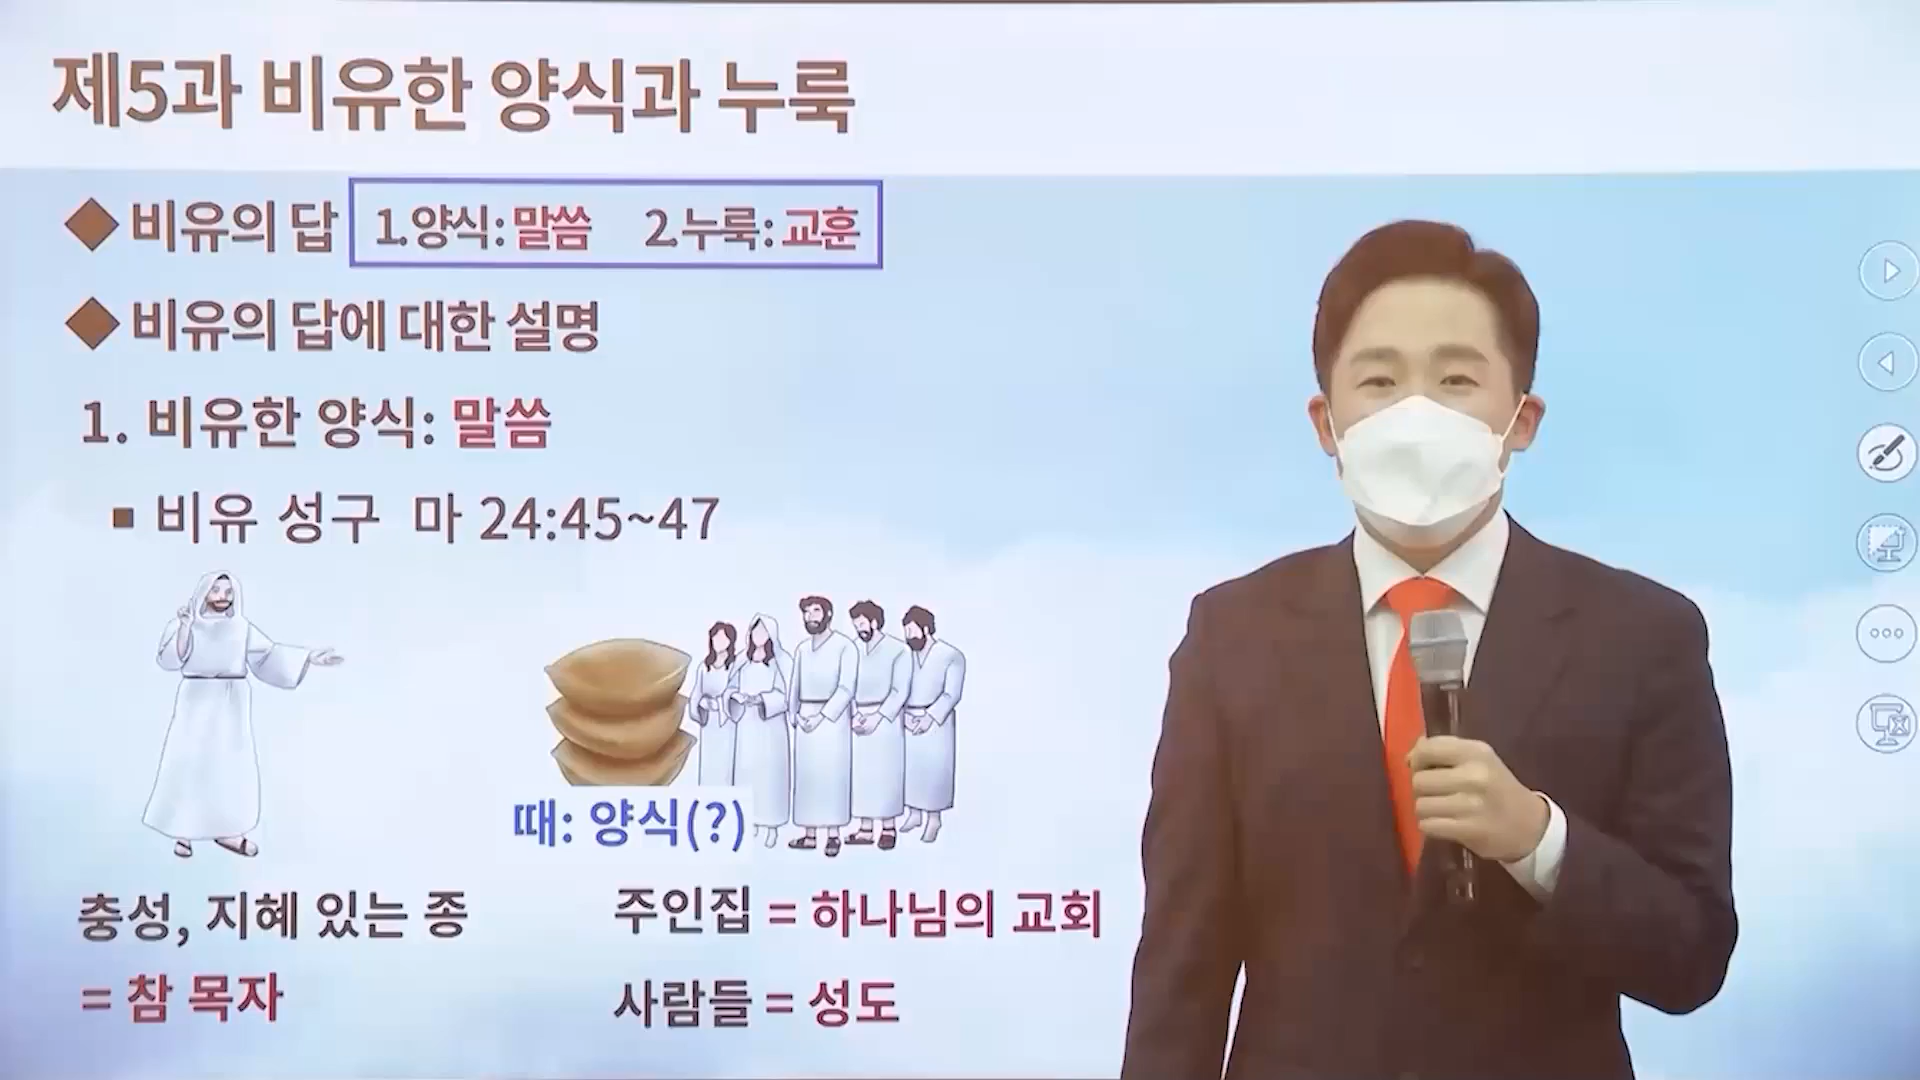 제5과 비유한 양식과 누룩
◆ 비유의 답 1.양식: 말씀 2.누룩: 교훈
◆ 비유의 답에 대한 설명
1. 비유한 양식: 말씀
▪ 비유 성구 마 24:45~47
때: 양식(?)
충성, 지혜 있는 종
= 참 목자
주인집 = 하나님의 교회
사람들 = 성도